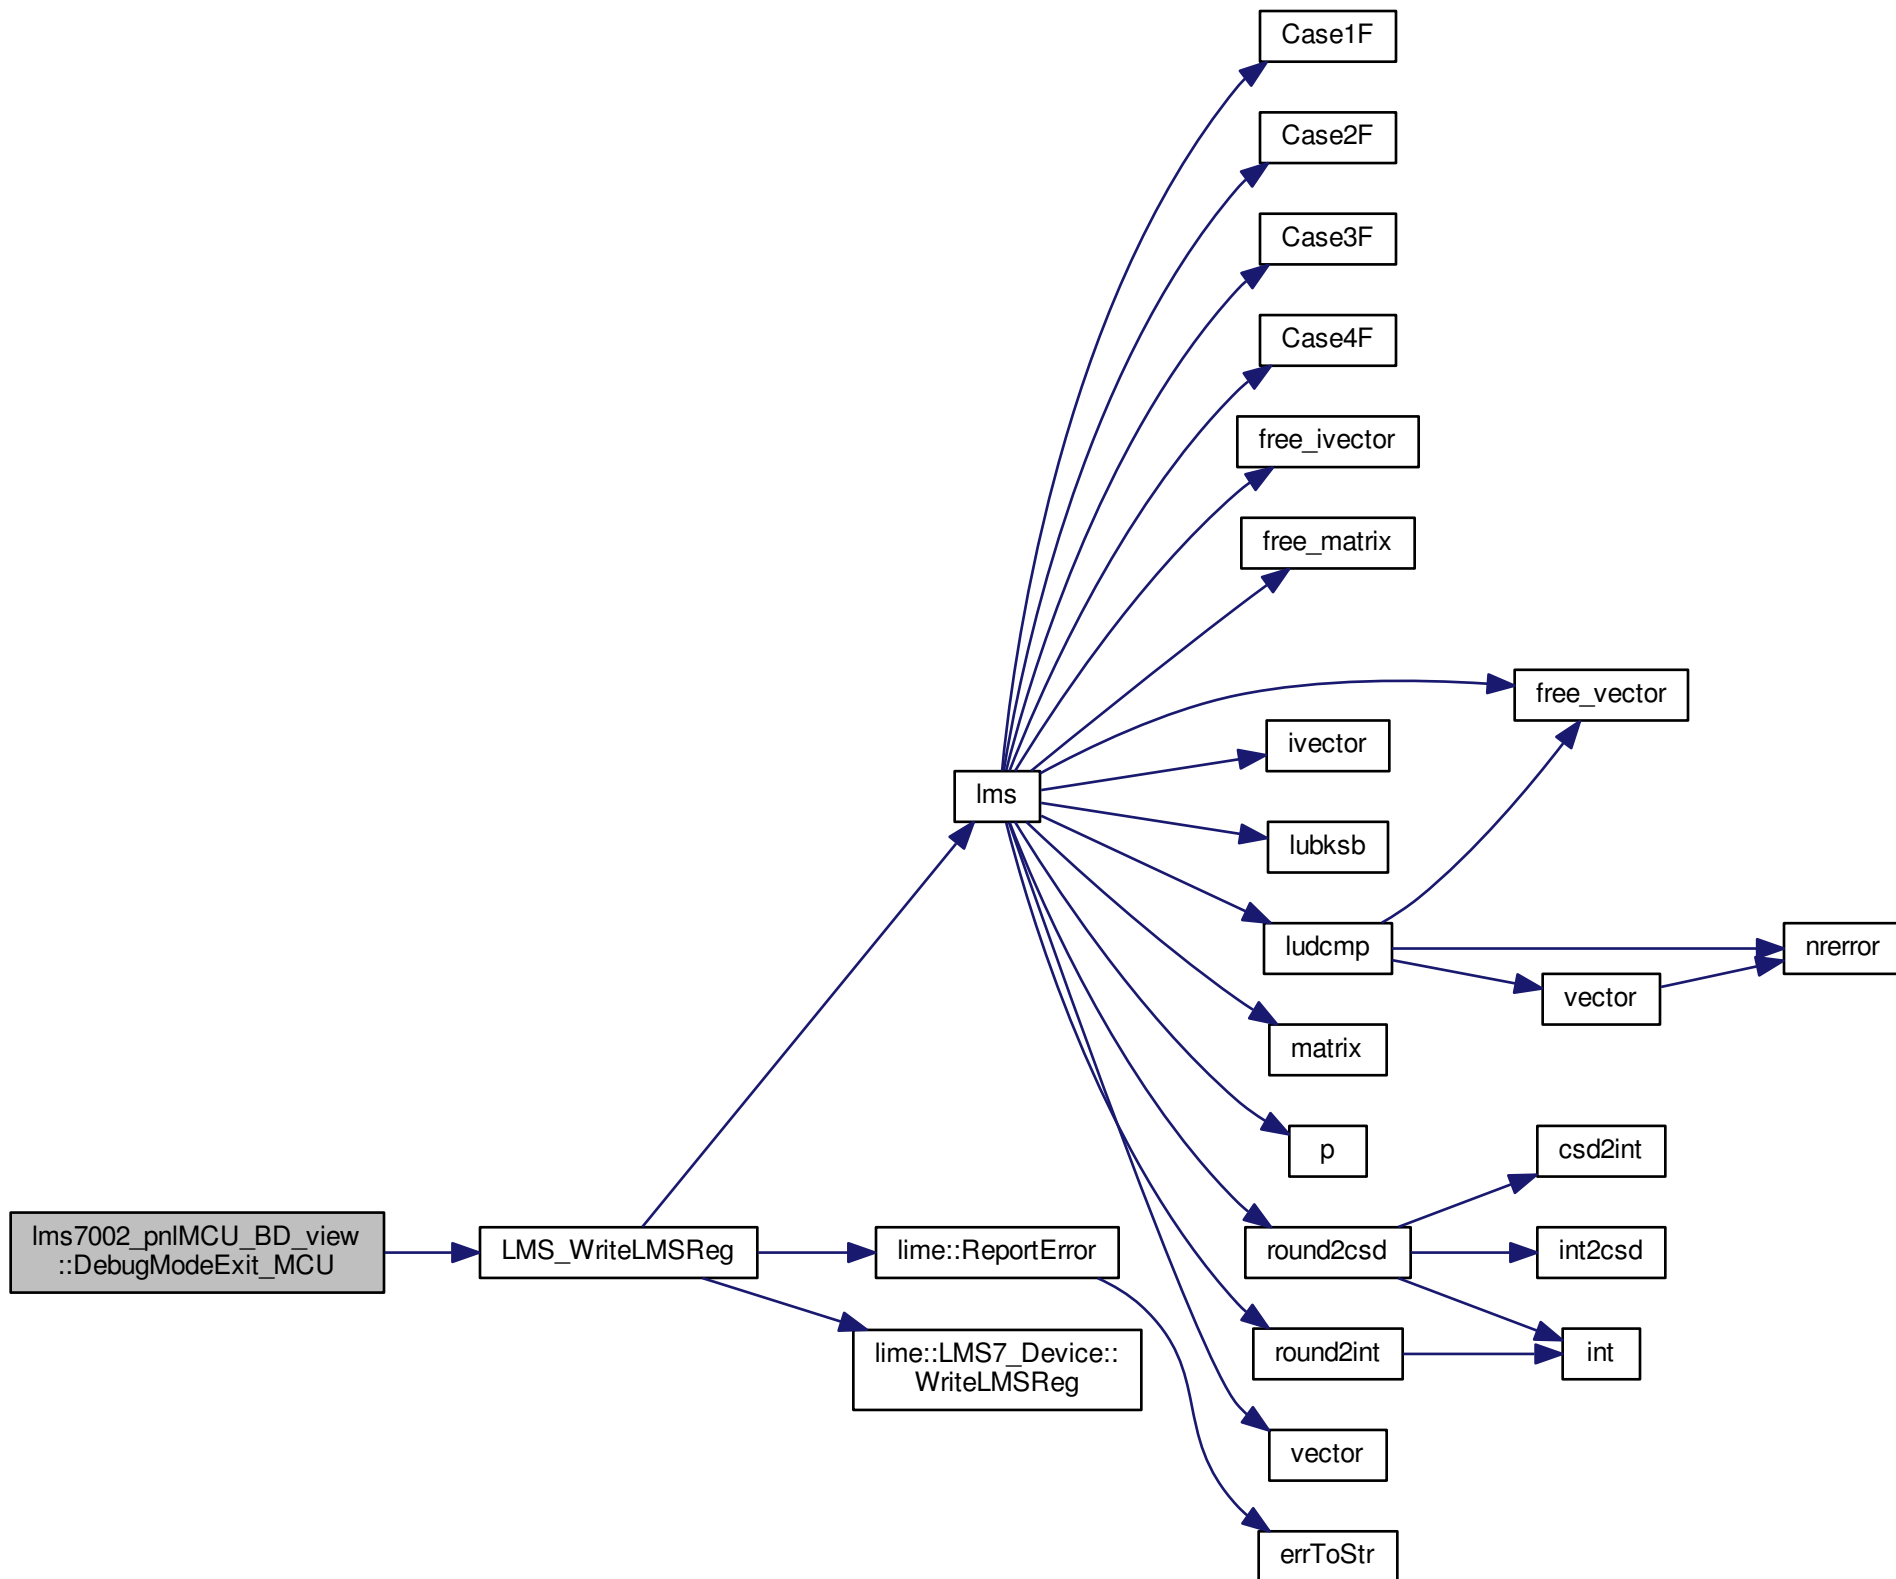 Case1F
Case2F
Case3F
Case4F
free_ivector
free_matrix
free_vector
ivector
lms
lubksb
ludcmp
nrerror
vector
matrix
p
csd2int
lms7002_pnlMCU_BD_view
::DebugModeExit_MCU
LMS_WriteLMSReg
lime::ReportError
round2csd
int2csd
lime::LMS7_Device::
WriteLMSReg
round2int
int
vector
errToStr